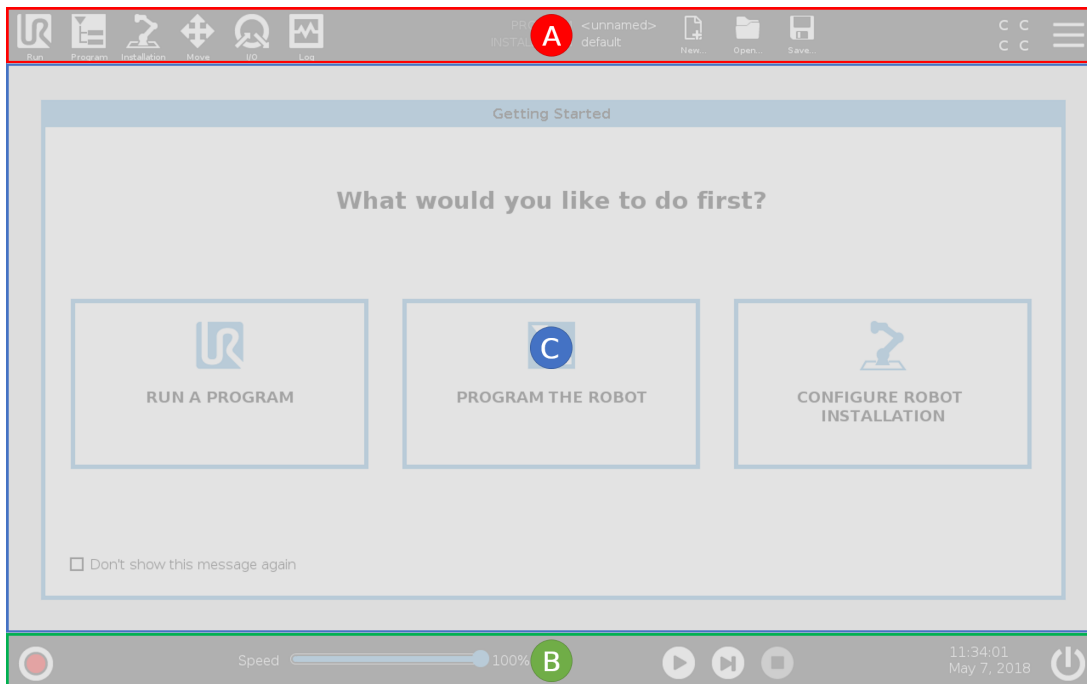 PR
<unnamed>
INSTAL
default
A
C C
C C
Run
Program
Installation
Move
I/O
Log
New...
Open...
Save...
Getting Started
What would you like to do first?
C
RUN A PROGRAM
PROGRAM THE ROBOT
CONFIGURE ROBOT
INSTALLATION
Don't show this message again
Speed
100%
B
11:34:01
May 7, 2018